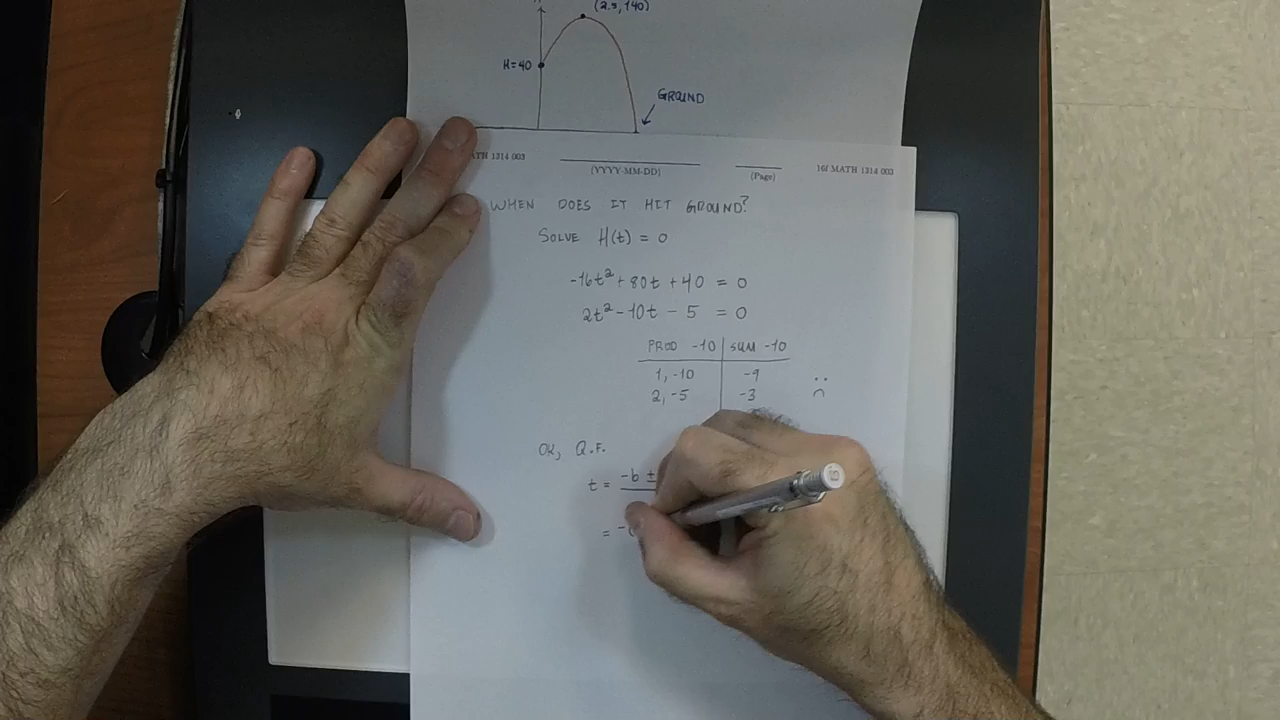 (2.5, 140)
H=40
GROUND
ATH 1314 003 (YYYY-MM-DD) (Page) 16f MATH 1314 003
WHEN DOES IT HIT GROUND?
SOLVE H(t) = 0
-16t² + 80t + 40 = 0
2t² - 10t - 5 = 0
PROD -10 | SUM -10
1, -10 | -9
2, -5 | -3
OK, Q.F.
t = -b ±
= -(